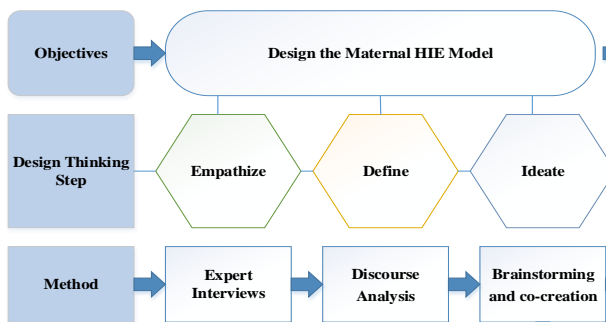 Objectives
Design the Maternal HIE Model
Design Thinking
Step
Empathize
Define
Ideate
Method
Expert
Interviews
Discourse
Analysis
Brainstorming
and co-creation